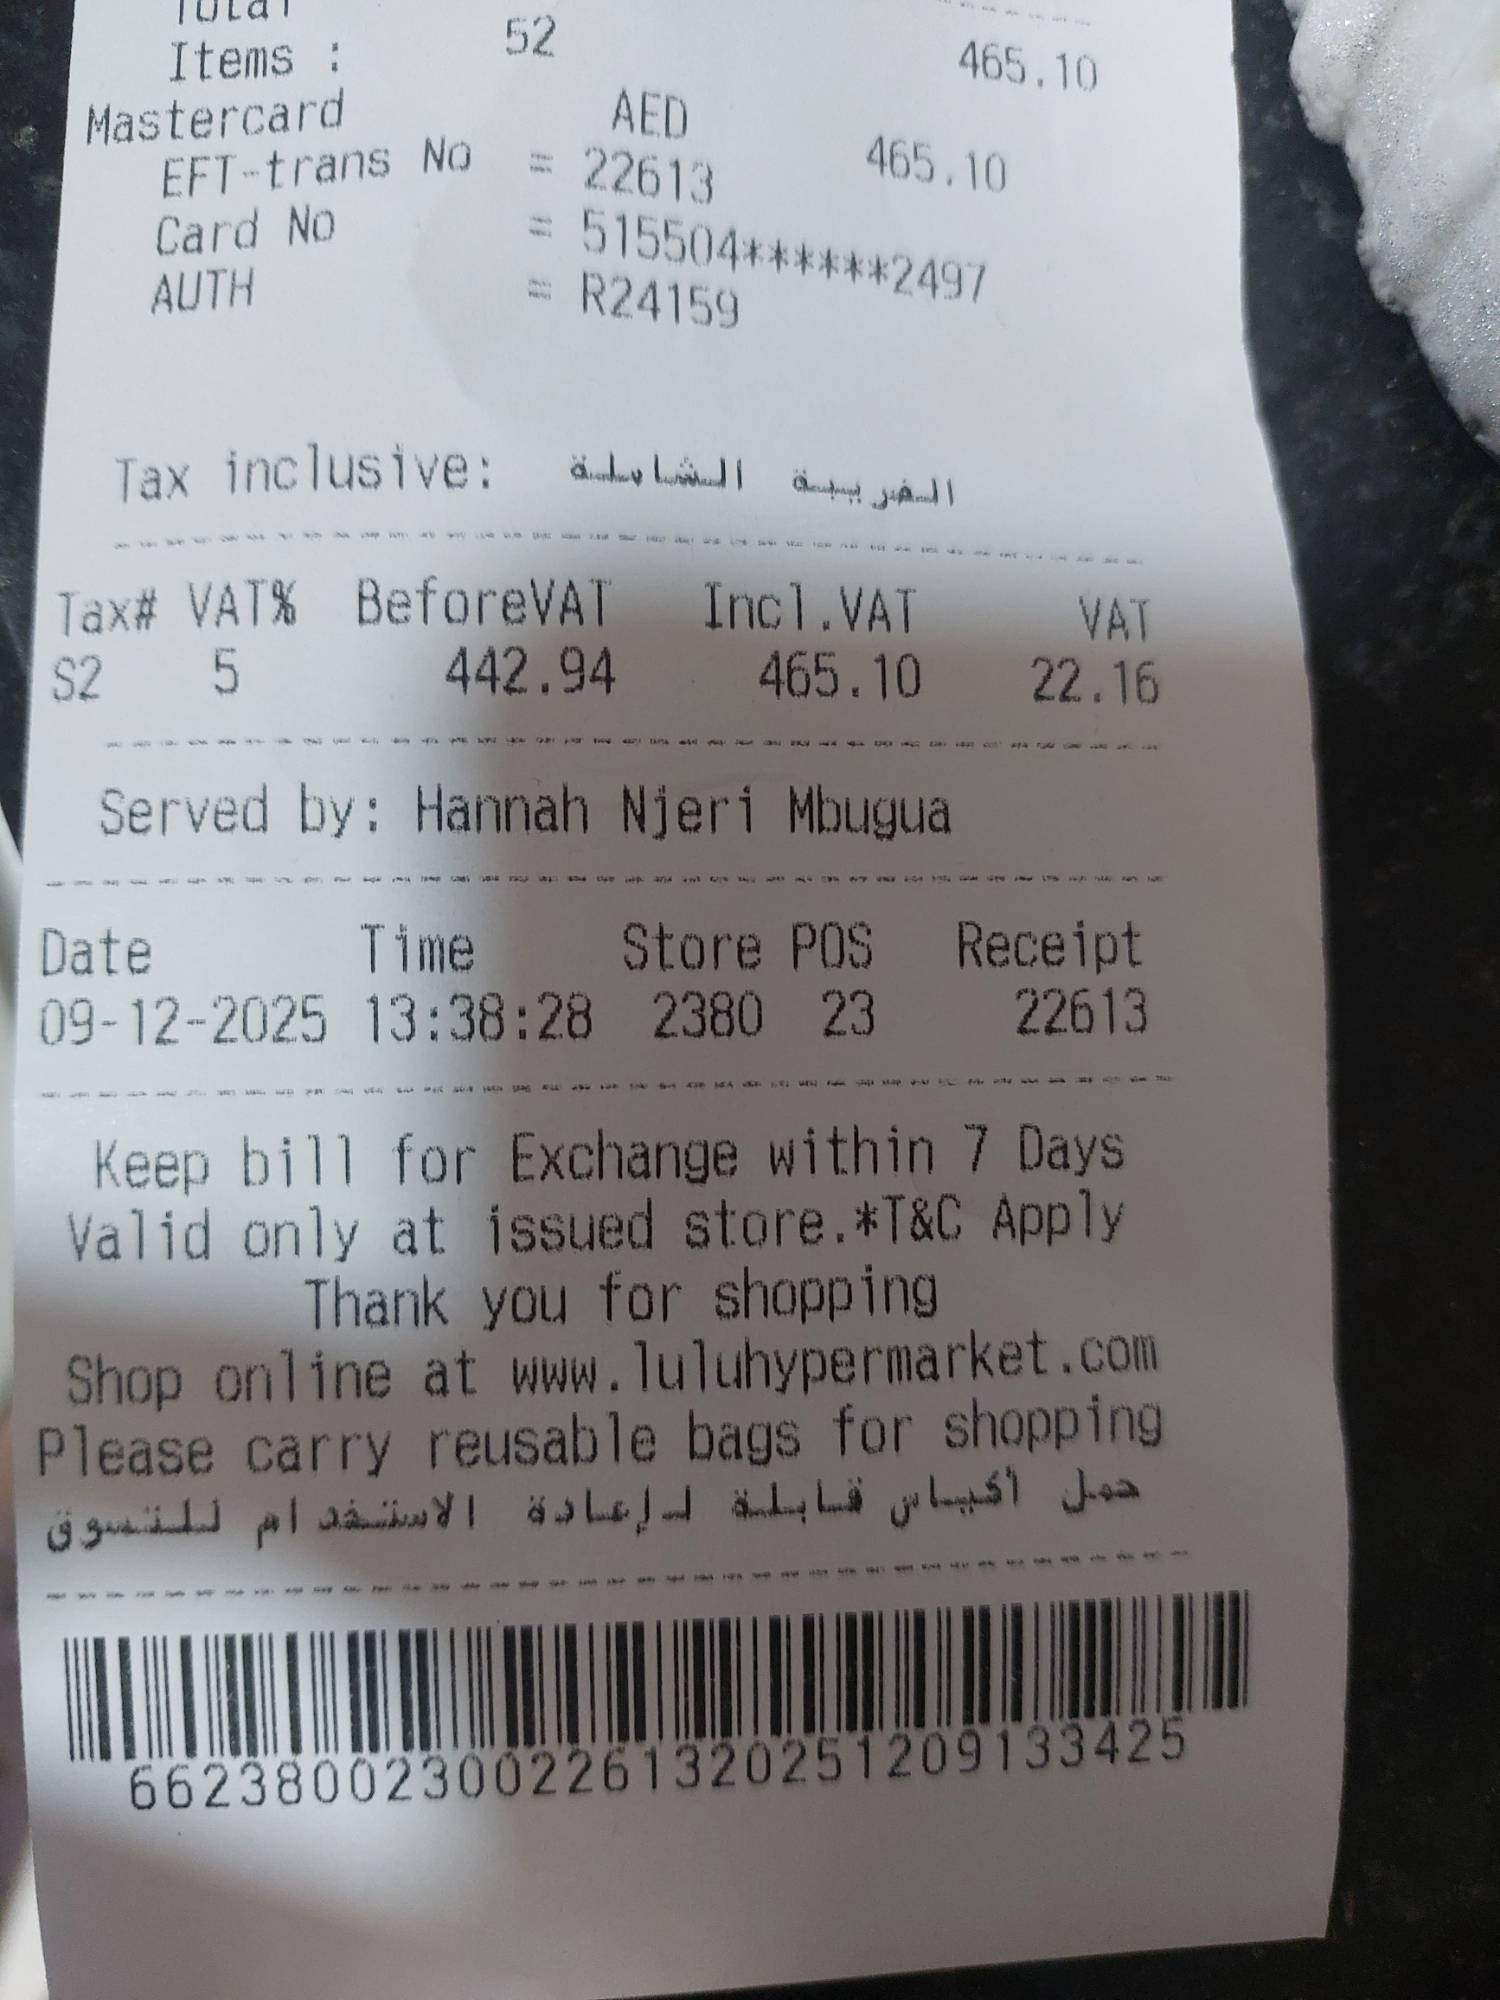 Total
Items : 52 465.10
Mastercard AED 465.10
EFT-trans No = 22613
Card No = 515504******2497
AUTH = R24159
Tax inclusive: الضريبة الشاملة
Tax# VAT% BeforeVAT Incl.VAT VAT
S2 5 442.94 465.10 22.16
Served by: Hannah Njeri Mbugua
Date Time Store POS Receipt
09-12-2025 13:38:28 2380 23 22613
Keep bill for Exchange within 7 Days
Valid only at issued store.*T&C Apply
Thank you for shopping
Shop online at www.luluhypermarket.com
Please carry reusable bags for shopping
حمل أكياس قابلة لإعادة الاستخدام للتسوق
66238002300226132025120913​3425